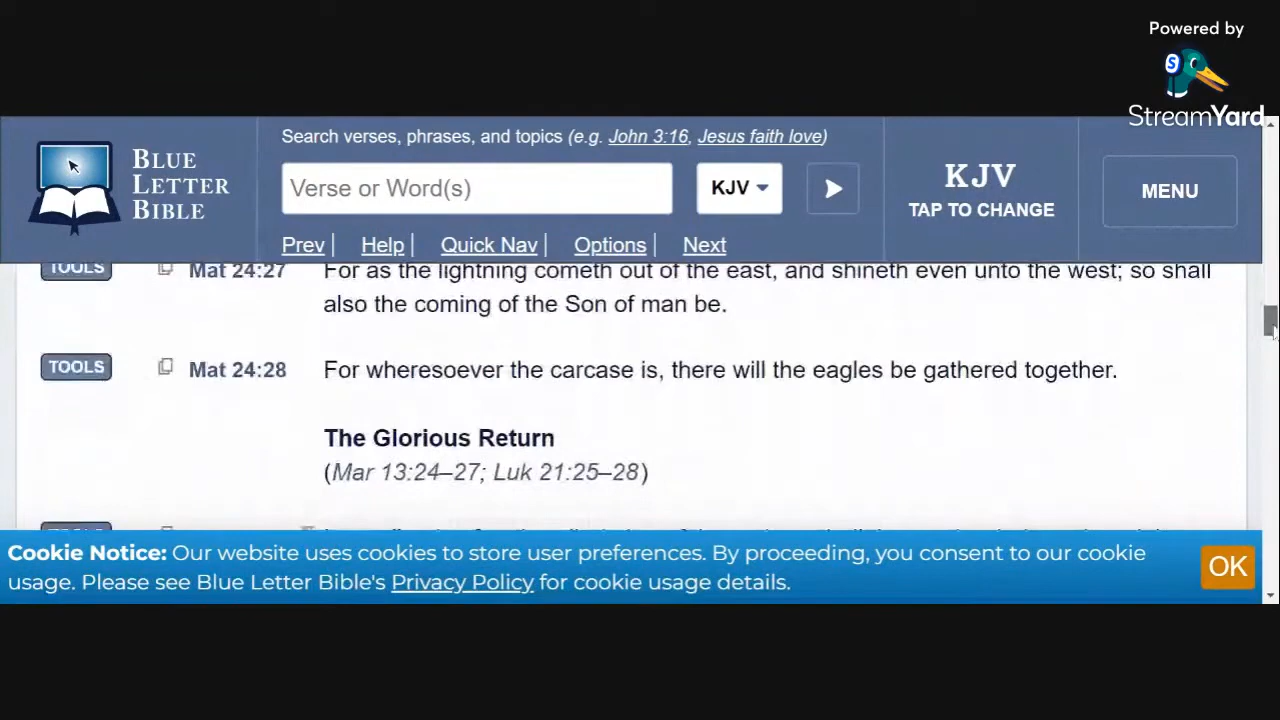 Powered by
StreamYard
Search verses, phrases, and topics (e.g. John 3:16, Jesus faith love)
BLUE
LETTER
BIBLE
Verse or Word(s)
KJV
KJV
TAP TO CHANGE
MENU
Prev | Help | Quick Nav | Options | Next
TOOLS Mat 24:27 For as the lightning cometh out of the east, and shineth even unto the west; so shall
also the coming of the Son of man be.
TOOLS Mat 24:28 For wheresoever the carcase is, there will the eagles be gathered together.
The Glorious Return
(Mar 13:24–27; Luk 21:25–28)
Cookie Notice: Our website uses cookies to store user preferences. By proceeding, you consent to our cookie
usage. Please see Blue Letter Bible's Privacy Policy for cookie usage details.
OK